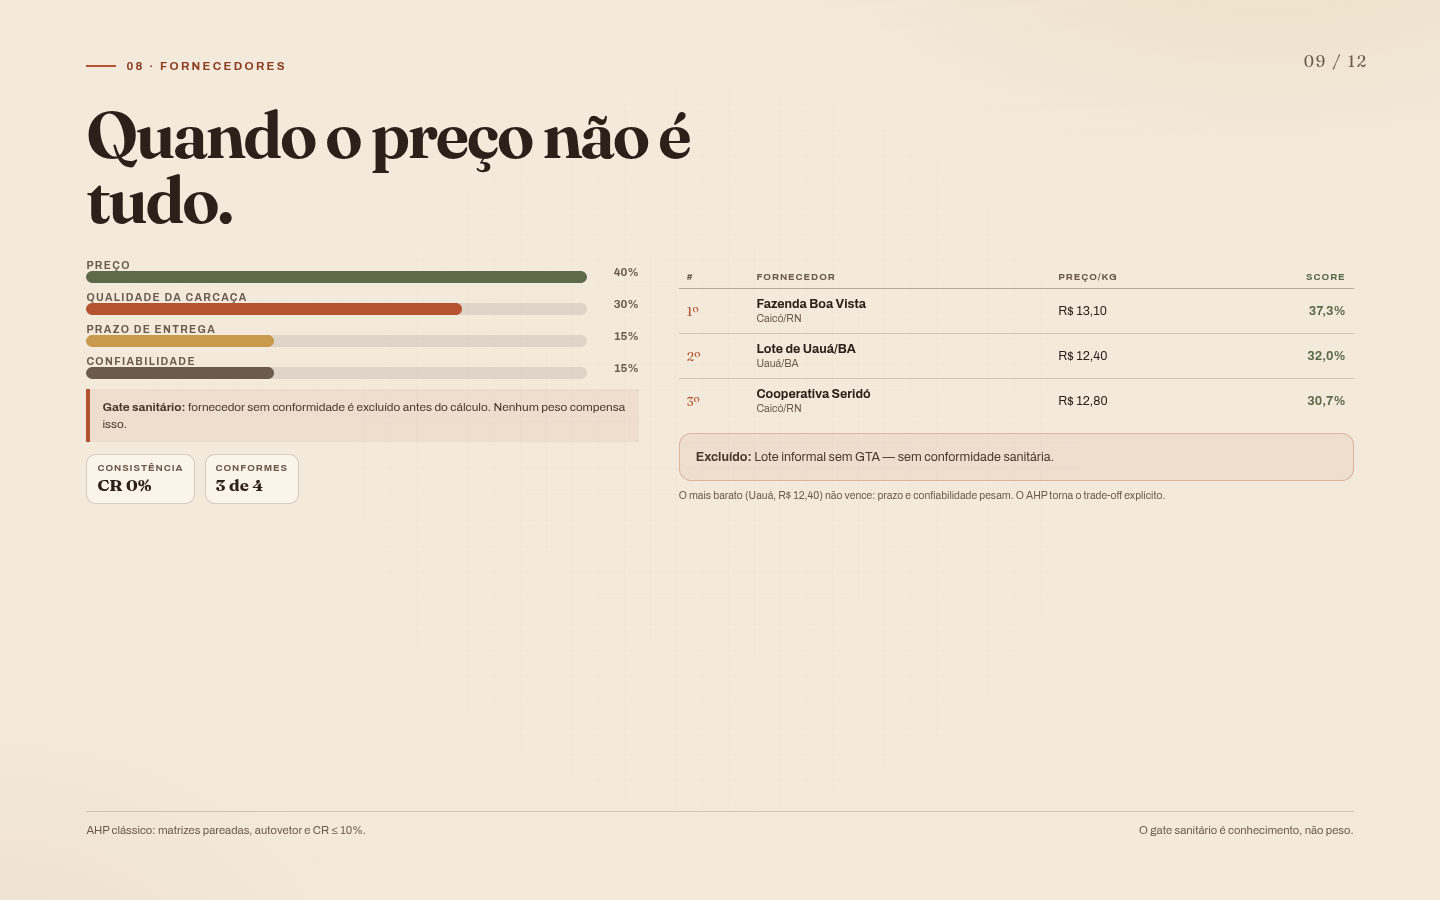 08 · FORNECEDORES
09 / 12
Quando o preço não é
tudo.
PREÇO
40%
QUALIDADE DA CARCAÇA
30%
PRAZO DE ENTREGA
15%
CONFIABILIDADE
15%
Gate sanitário: fornecedor sem conformidade é excluído antes do cálculo. Nenhum peso compensa
isso.
CONSISTÊNCIA
CR 0%
CONFORMES
3 de 4
# FORNECEDOR PREÇO/KG SCORE
1º Fazenda Boa Vista R$ 13,10 37,3%
Caicó/RN
2º Lote de Uauá/BA R$ 12,40 32,0%
Uauá/BA
3º Cooperativa Seridó R$ 12,80 30,7%
Caicó/RN
Excluído: Lote informal sem GTA — sem conformidade sanitária.
O mais barato (Uauá, R$ 12,40) não vence: prazo e confiabilidade pesam. O AHP torna o trade-off explícito.
AHP clássico: matrizes pareadas, autovetor e CR ≤ 10%.
O gate sanitário é conhecimento, não peso.